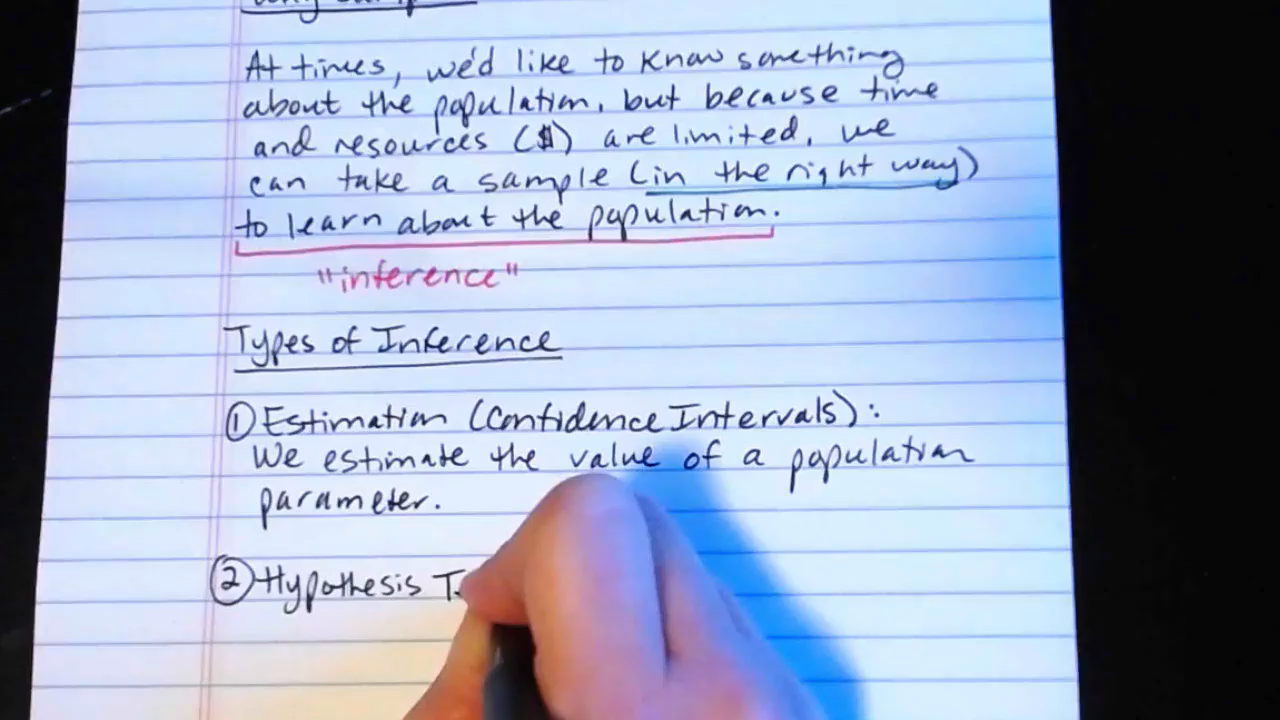 At times, we'd like to know something
about the population, but because time
and resources ($) are limited, we
can take a sample (in the right way)
to learn about the population.
"inference"
Types of Inference
① Estimation (Confidence Intervals):
We estimate the value of a population
parameter.
② Hypothesis